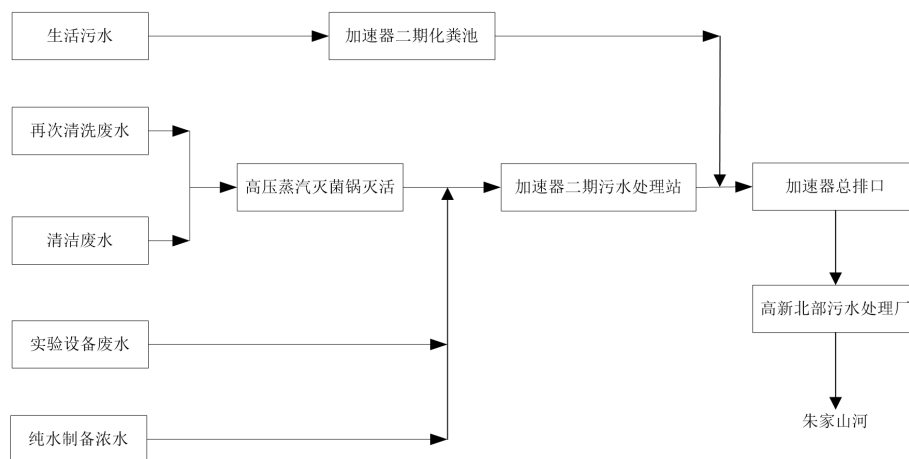 生活污水
加速器二期化粪池
再次清洗废水
高压蒸汽灭菌锅灭活
加速器二期污水处理站
加速器总排口
清洁废水
高新北部污水处理厂
实验设备废水
朱家山河
纯水制备浓水